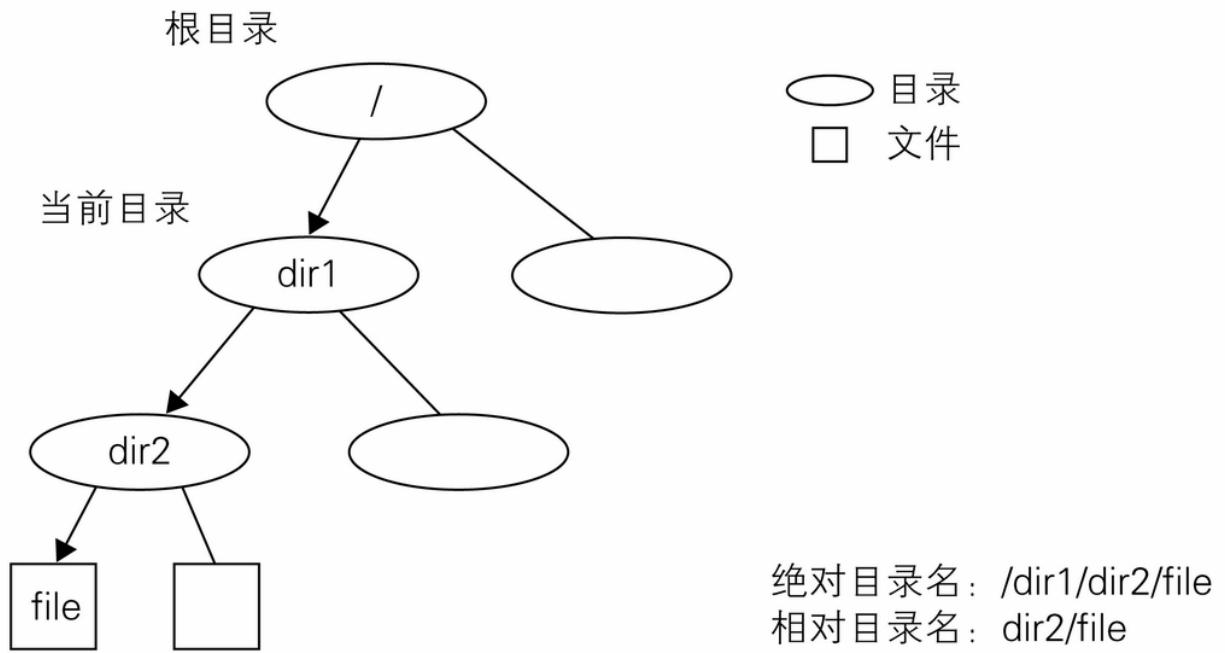 根目录
/
目录
文件
当前目录
dir1
dir2
file
绝对目录名：/dir1/dir2/file
相对目录名：dir2/file